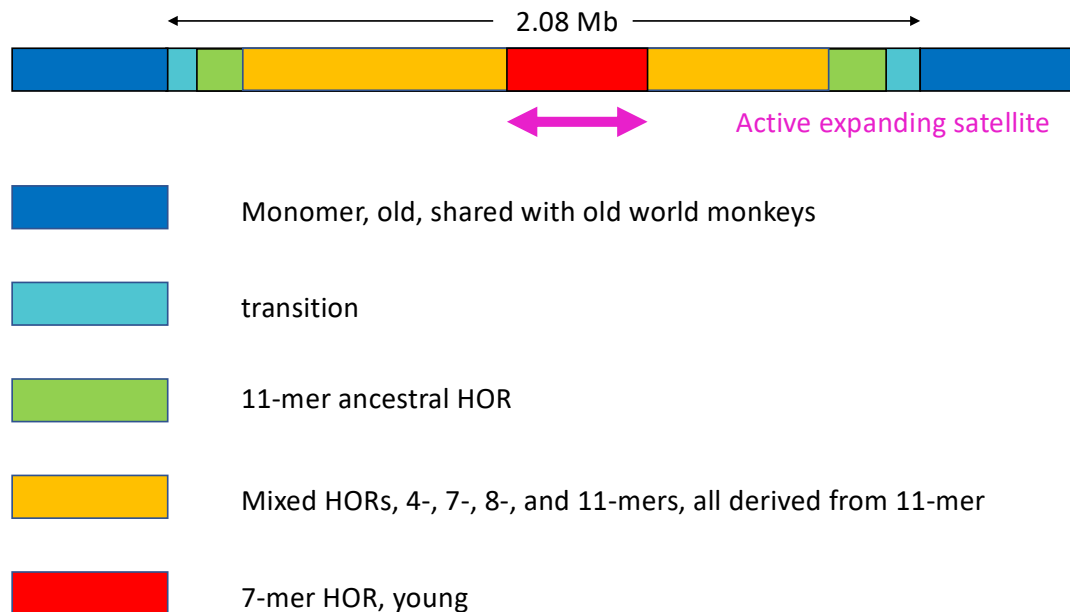 2.08 Mb
Active expanding satellite
Monomer, old, shared with old world monkeys
transition
11-mer ancestral HOR
Mixed HORs, 4-, 7-, 8-, and 11-mers, all derived from 11-mer
7-mer HOR, young